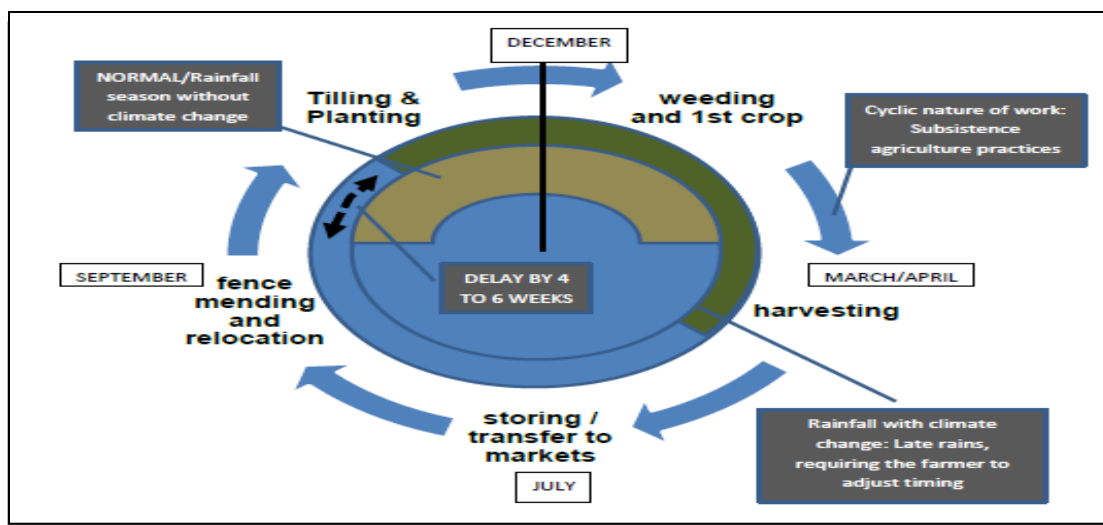 DECEMBER
NORMAL/Rainfall
season without
climate change
Tilling &
Planting
weeding
and 1st crop
Cyclic nature of work:
Subsistence
agriculture practices
SEPTEMBER
fence
mending
and
relocation
DELAY BY 4
TO 6 WEEKS
MARCH/APRIL
harvesting
storing /
transfer to
markets
JULY
Rainfall with climate
change: Late rains,
requiring the farmer to
adjust timing